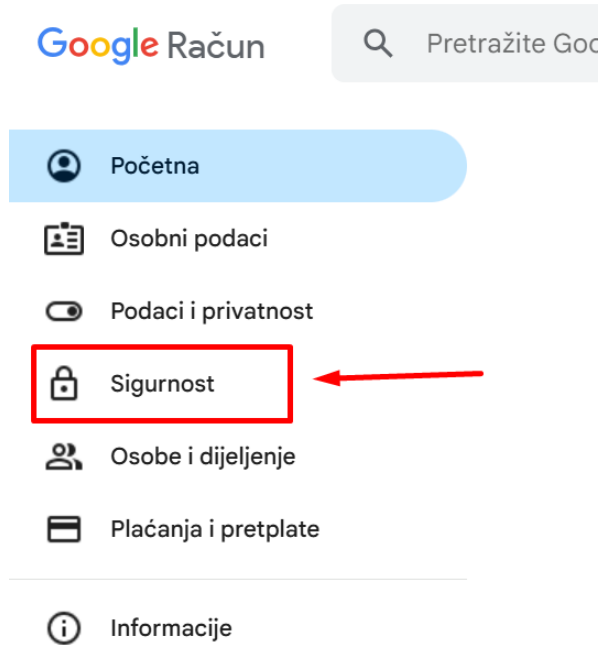 Google Račun
Pretražite Goo
Početna
Osobni podaci
Podaci i privatnost
Sigurnost
Osobe i dijeljenje
Plaćanja i pretplate
Informacije